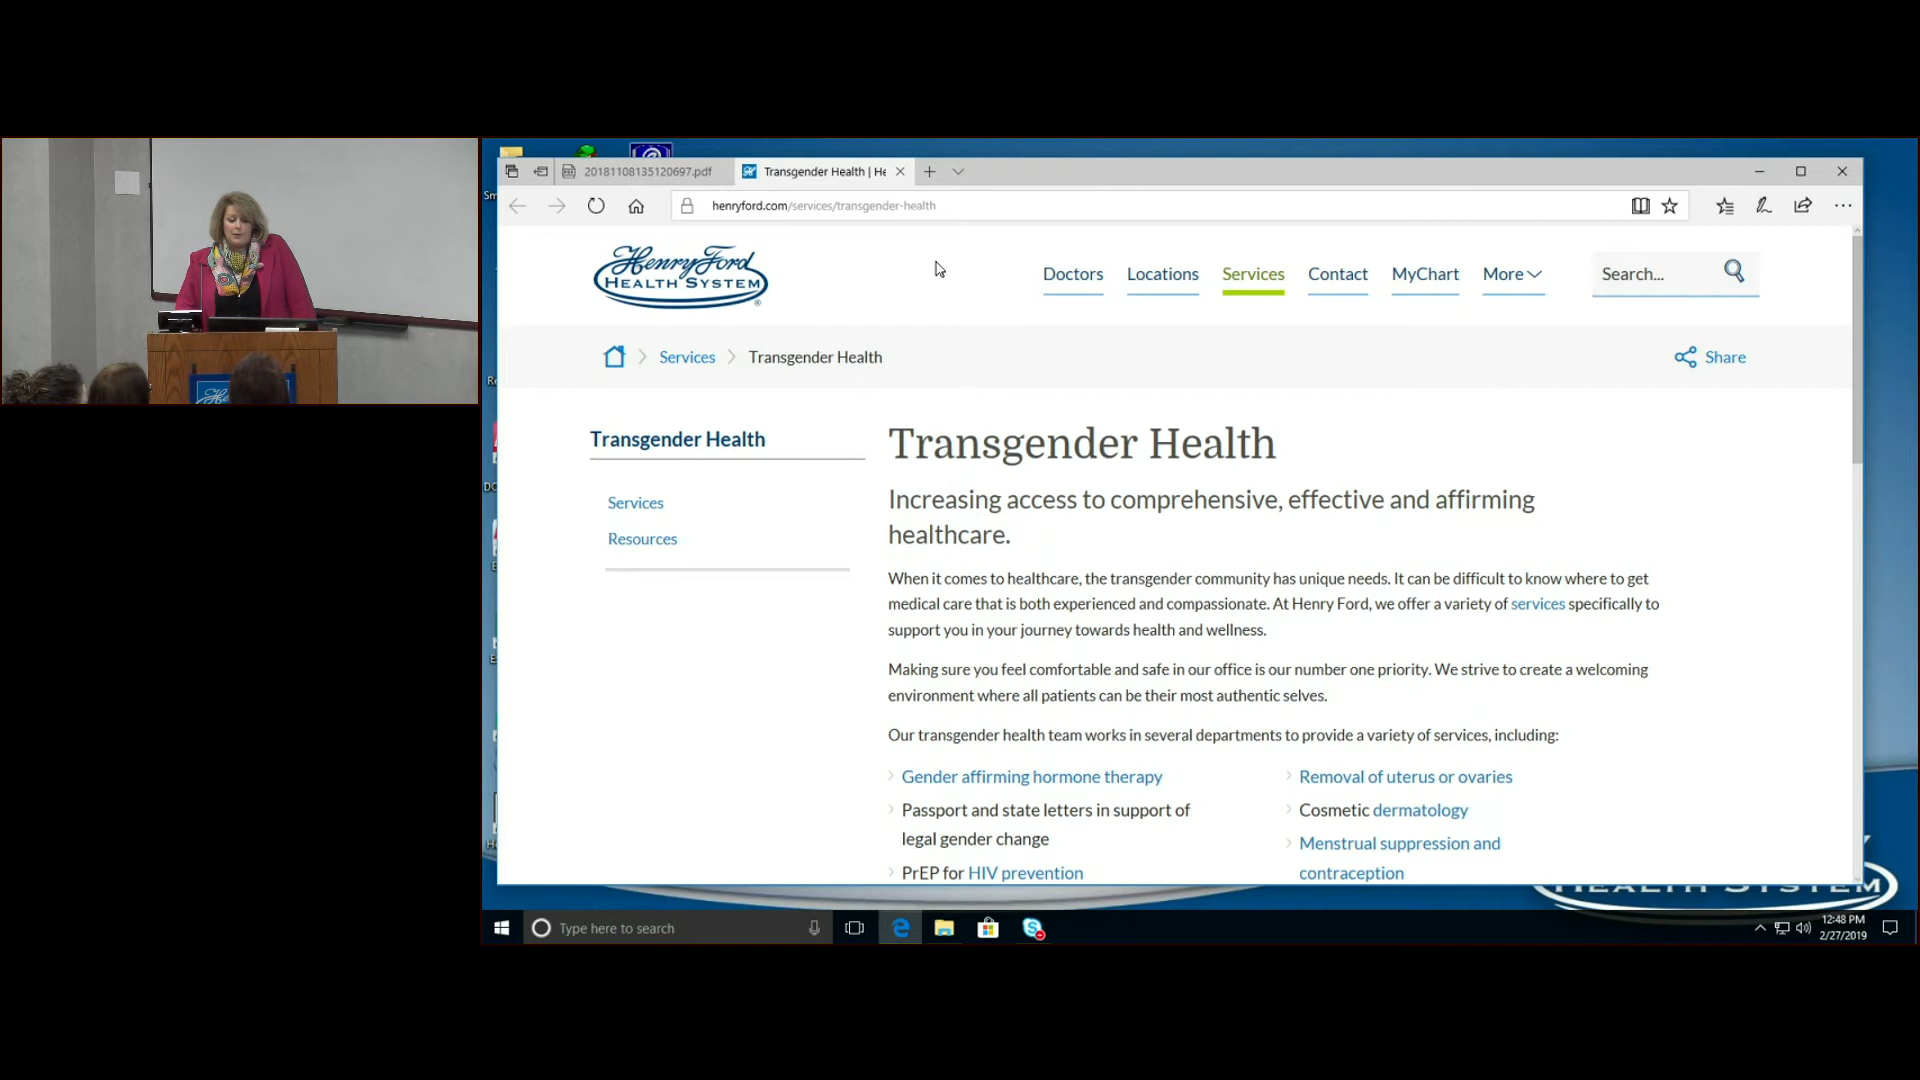 20181108135120697.pdf
Transgender Health | He
henryford.com/services/transgender-health
Henry Ford
HEALTH SYSTEM
Doctors
Locations
Services
Contact
MyChart
More
Search...
Services
Transgender Health
Share
Transgender Health
Services
Resources
Transgender Health
Increasing access to comprehensive, effective and affirming
healthcare.
When it comes to healthcare, the transgender community has unique needs. It can be difficult to know where to get
medical care that is both experienced and compassionate. At Henry Ford, we offer a variety of services specifically to
support you in your journey towards health and wellness.
Making sure you feel comfortable and safe in our office is our number one priority. We strive to create a welcoming
environment where all patients can be their most authentic selves.
Our transgender health team works in several departments to provide a variety of services, including:
Gender affirming hormone therapy
Passport and state letters in support of
legal gender change
PrEP for HIV prevention
Removal of uterus or ovaries
Cosmetic dermatology
Menstrual suppression and
contraception
HEALTH SYSTEM
Type here to search
12:48 PM
2/27/2019